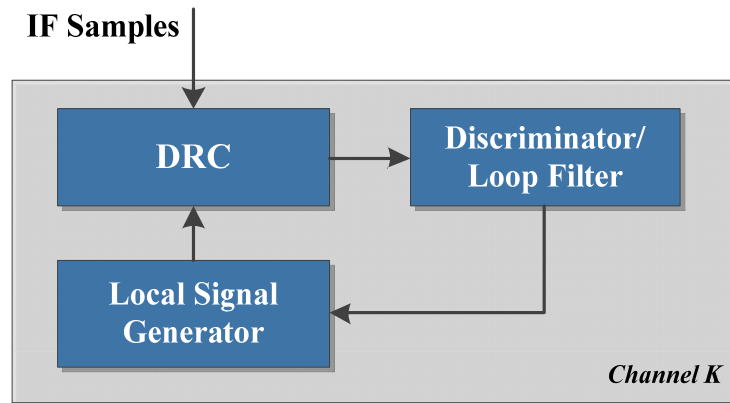 IF Samples
DRC
Discriminator/
Loop Filter
Local Signal
Generator
Channel K